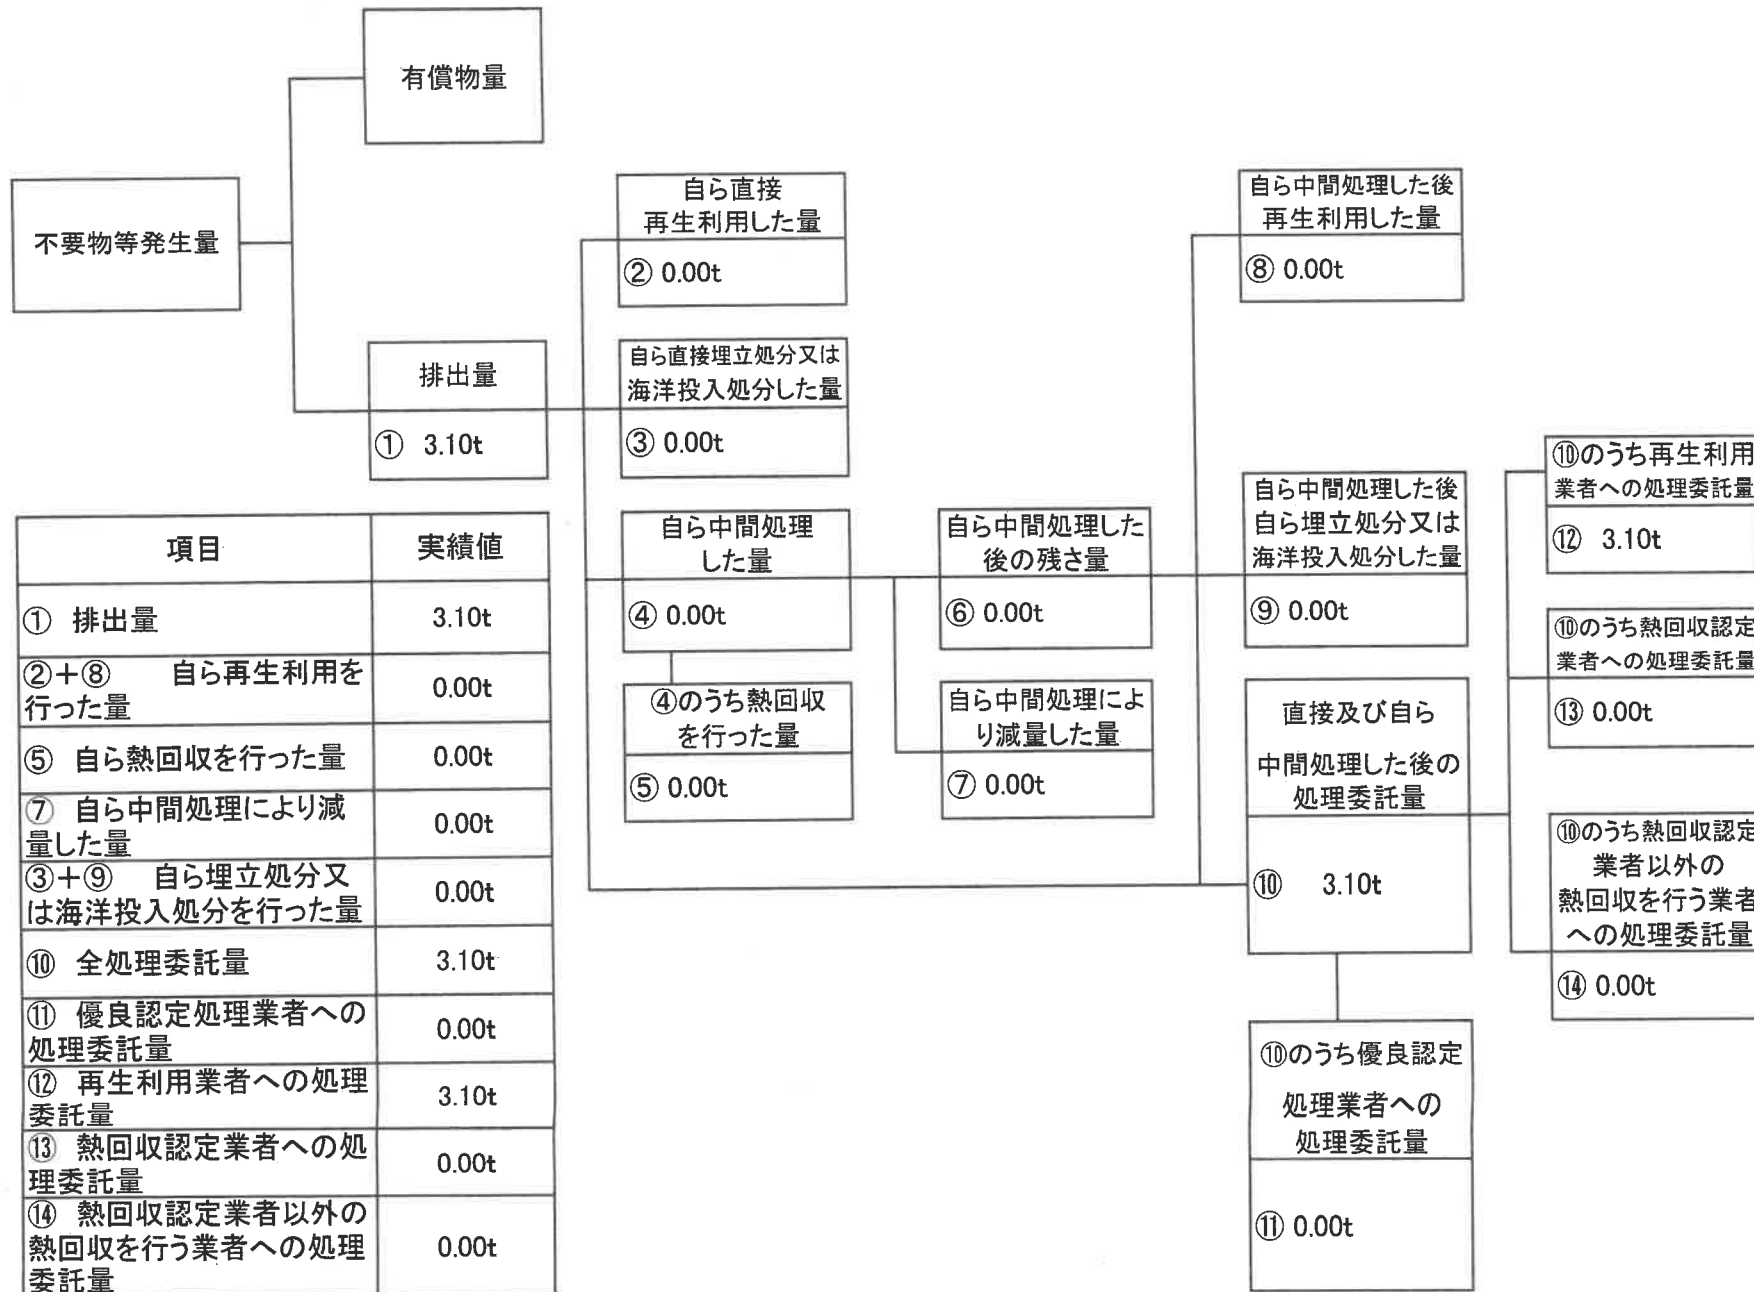 有償物量
不要物等発生量
排出量
① 3.10t
自ら直接
再生利用した量
② 0.00t
自ら直接埋立処分又は
海洋投入処分した量
③ 0.00t
自ら中間処理
した量
④ 0.00t
④のうち熱回収
を行った量
⑤ 0.00t
自ら中間処理した
後の残さ量
⑥ 0.00t
自ら中間処理によ
り減量した量
⑦ 0.00t
自ら中間処理した後
再生利用した量
⑧ 0.00t
自ら中間処理した後
自ら埋立処分又は
海洋投入処分した量
⑨ 0.00t
直接及び自ら
中間処理した後の
処理委託量
⑩ 3.10t
⑩のうち優良認定
処理業者への
処理委託量
⑪ 0.00t
⑩のうち再生利用
業者への処理委託量
⑫ 3.10t
⑩のうち熱回収認定
業者への処理委託量
⑬ 0.00t
⑩のうち熱回収認定
業者以外の
熱回収を行う業者
への処理委託量
⑭ 0.00t
項目 実績値
① 排出量 3.10t
②+⑧ 自ら再生利用を
行った量 0.00t
⑤ 自ら熱回収を行った量 0.00t
⑦ 自ら中間処理により減
量した量 0.00t
③+⑨ 自ら埋立処分又
は海洋投入処分を行った量 0.00t
⑩ 全処理委託量 3.10t
⑪ 優良認定処理業者への
処理委託量 0.00t
⑫ 再生利用業者への処理
委託量 3.10t
⑬ 熱回収認定業者への処
理委託量 0.00t
⑭ 熱回収認定業者以外の
熱回収を行う業者への処理
委託量 0.00t